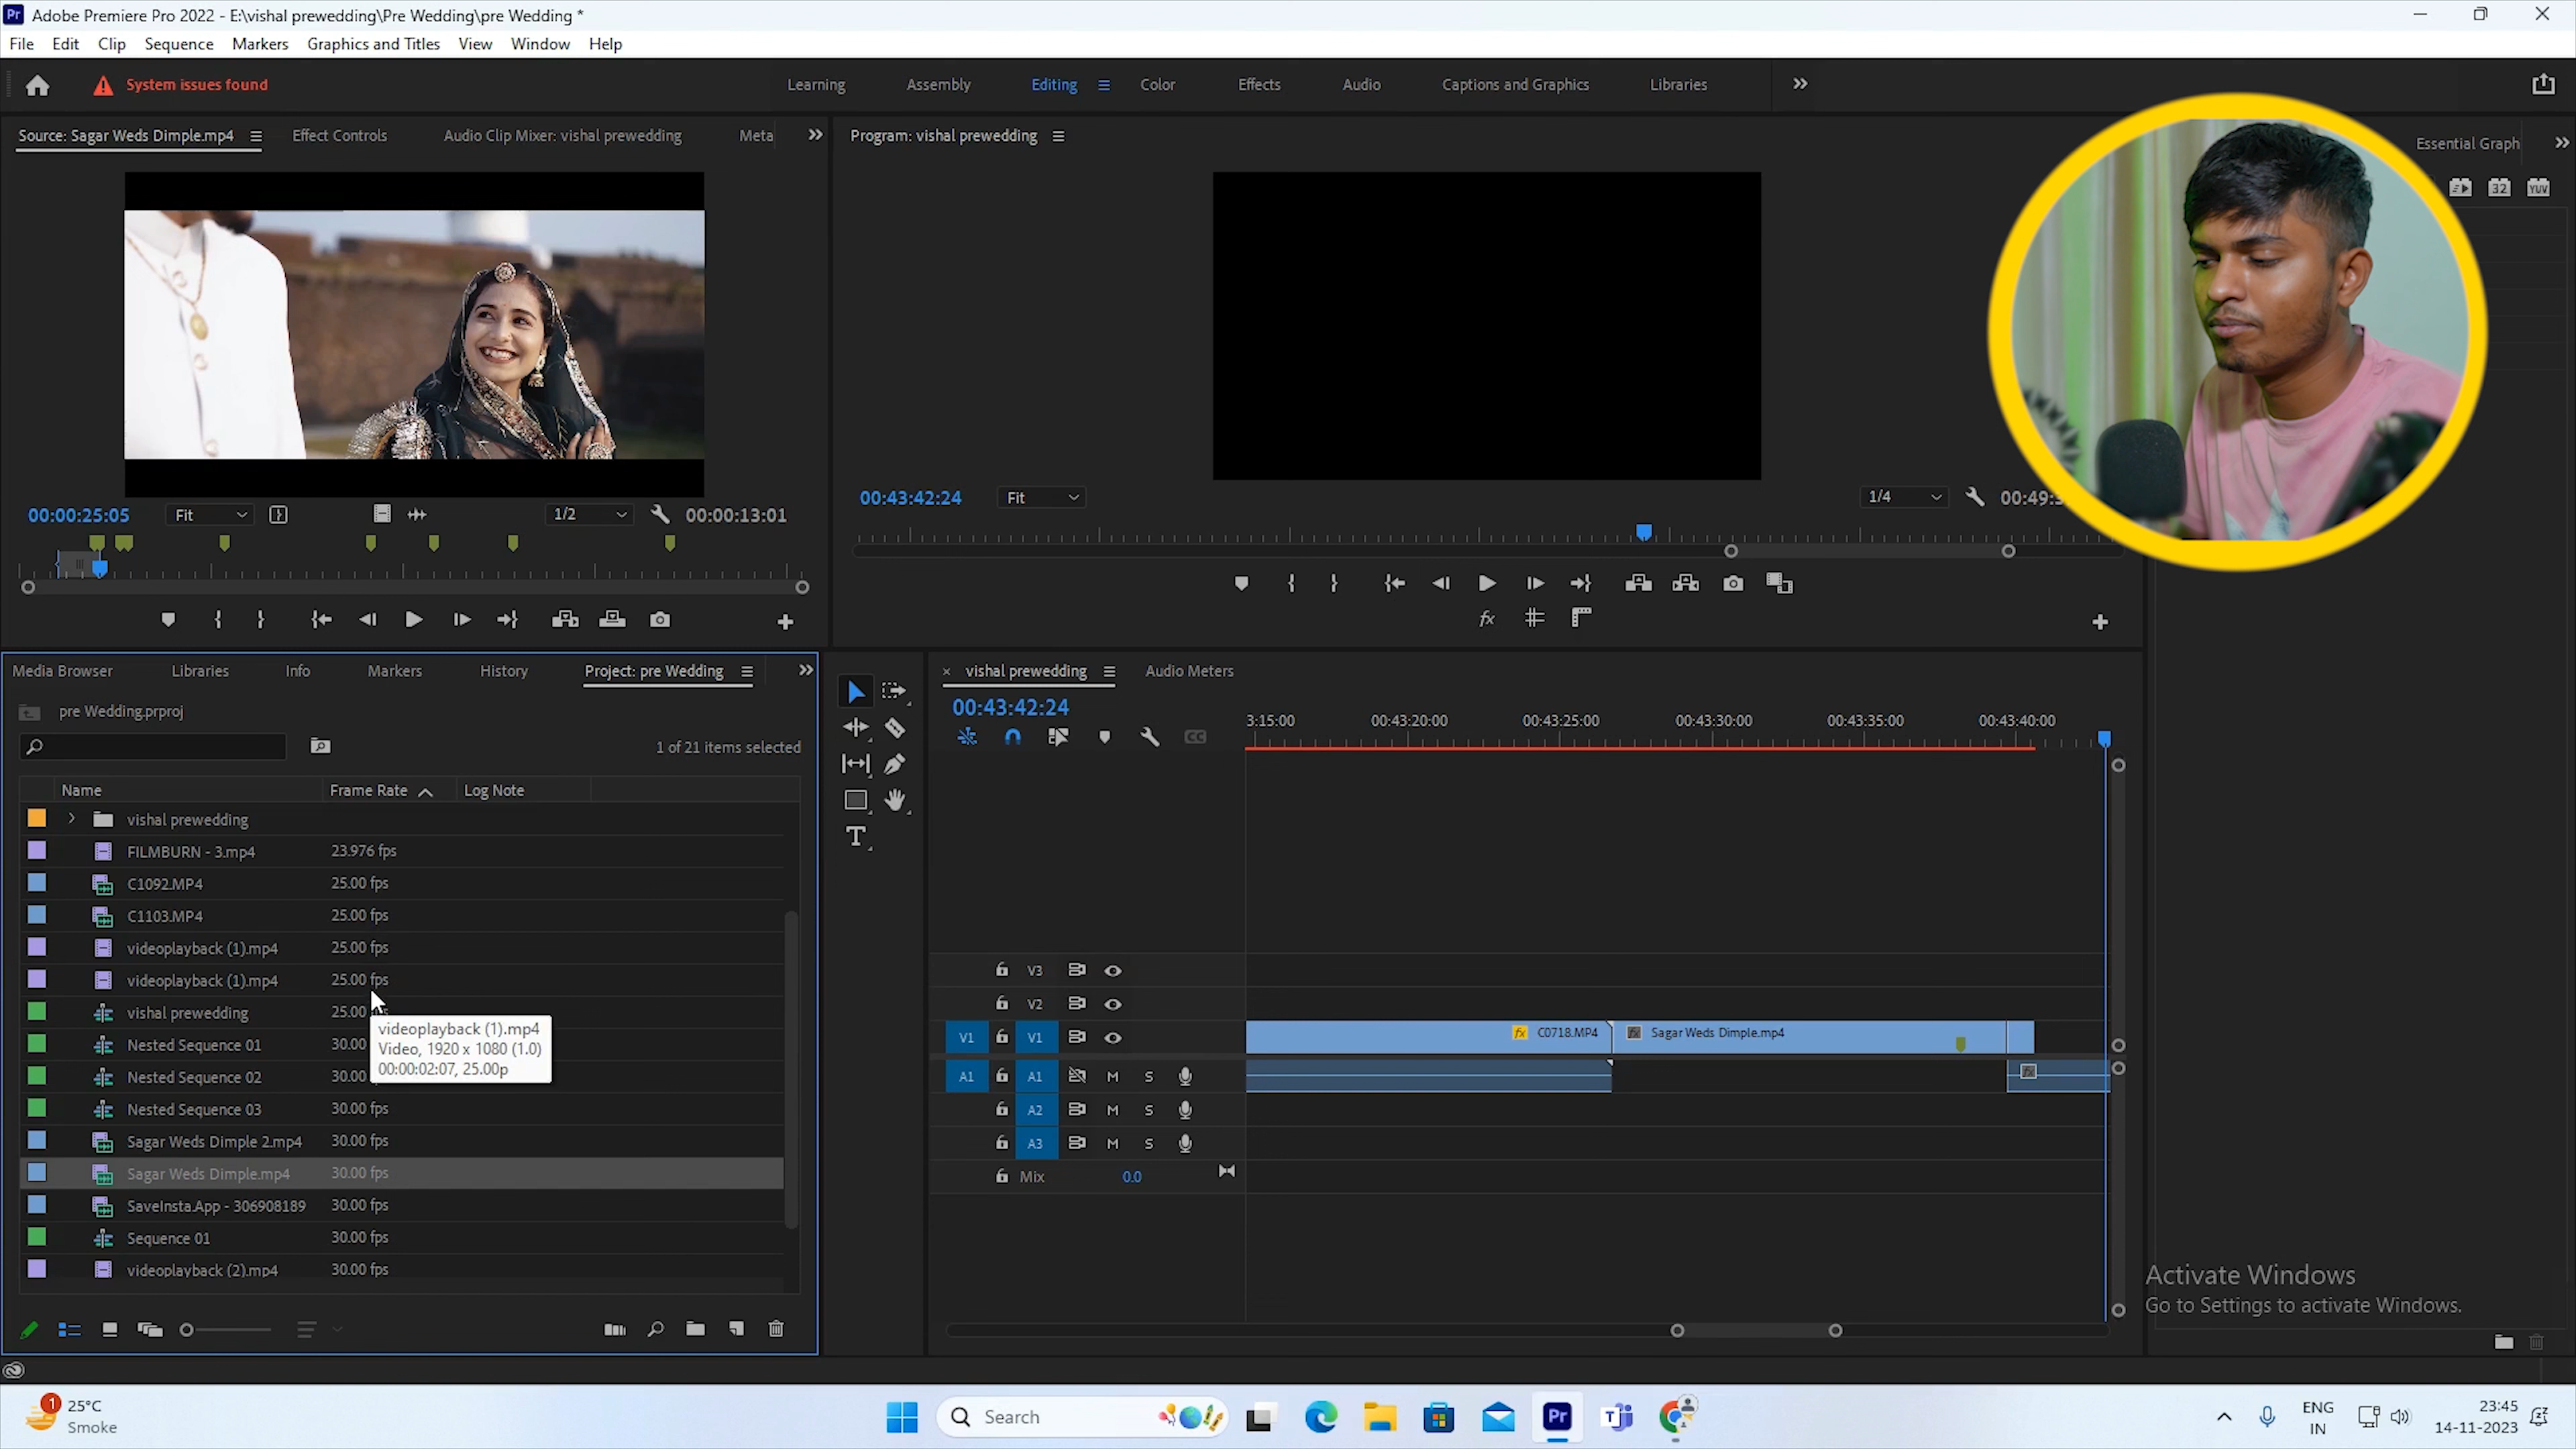 Adobe Premiere Pro 2022 - E:\vishal prewedding\Pre Wedding\pre Wedding *
File Edit Clip Sequence Markers Graphics and Titles View Window Help
System issues found
Learning Assembly Editing Color Effects Audio Captions and Graphics Libraries
Source: Sagar Weds Dimple.mp4 Effect Controls Audio Clip Mixer: vishal prewedding Meta
Program: vishal prewedding
Essential Graph
32 YUV
00:00:25:05 Fit 1/2 00:00:13:01
00:43:42:24 Fit 1/4 00:49:3
Media Browser Libraries Info Markers History Project: pre Wedding
pre Wedding.prproj
1 of 21 items selected
Name Frame Rate Log Note
vishal prewedding
FILMBURN - 3.mp4 23.976 fps
C1092.MP4 25.00 fps
C1103.MP4 25.00 fps
videoplayback (1).mp4 25.00 fps
videoplayback (1).mp4 25.00 fps
vishal prewedding 25.00
Nested Sequence 01 30.00
Nested Sequence 02 30.00
Nested Sequence 03 30.00 fps
Sagar Weds Dimple 2.mp4 30.00 fps
Sagar Weds Dimple.mp4 30.00 fps
SaveInsta.App - 306908189 30.00 fps
Sequence 01 30.00 fps
videoplayback (2).mp4 30.00 fps
videoplayback (1).mp4
Video, 1920 x 1080 (1.0)
00:00:02:07, 25.00p
vishal prewedding Audio Meters
00:43:42:24
3:15:00 00:43:20:00 00:43:25:00 00:43:30:00 00:43:35:00 00:43:40:00
CC
V3
V2
V1 V1 fx C0718.MP4 fx Sagar Weds Dimple.mp4
A1 A1 M S fx
A2 M S
A3 M S
Mix 0.0
Activate Windows
Go to Settings to activate Windows.
1 25°C
Smoke
Search
Pr
ENG
IN
23:45
14-11-2023